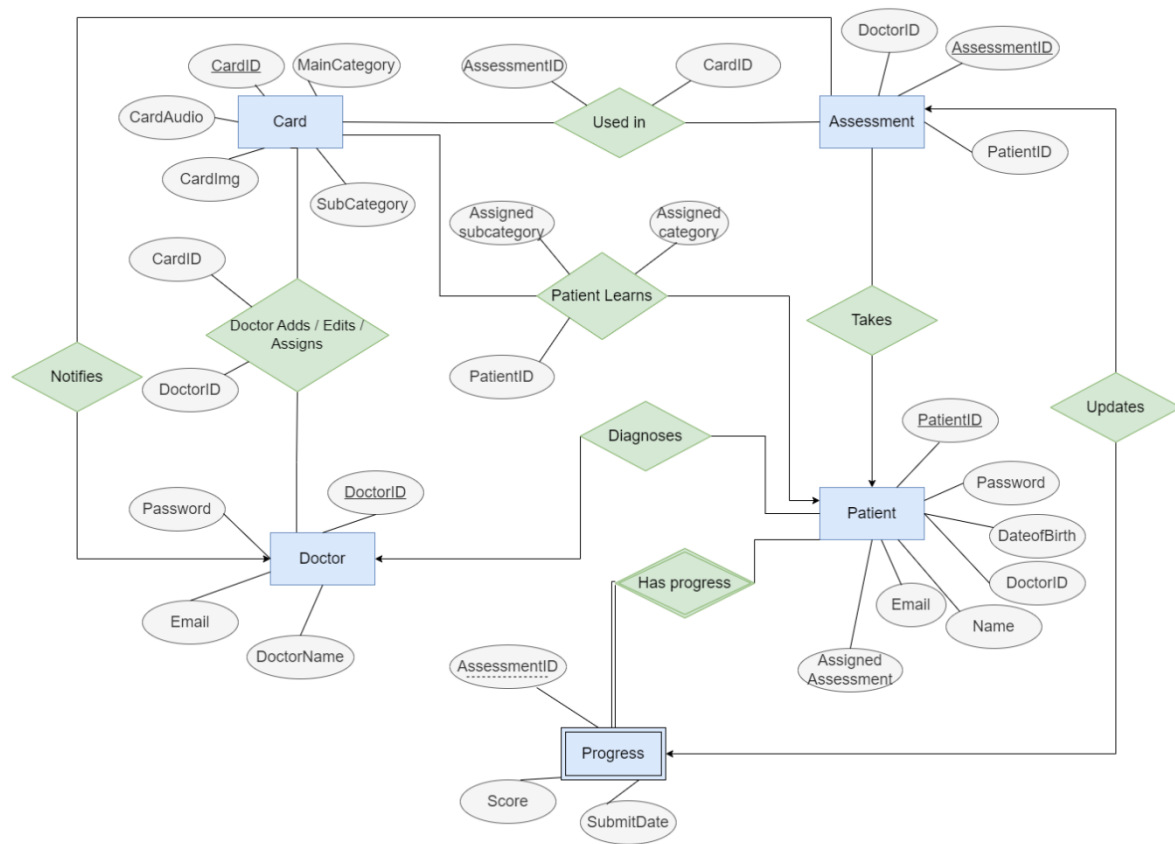 DoctorID
AssessmentID
CardID
MainCategory
AssessmentID
CardID
CardAudio
Card
Used in
Assessment
PatientID
CardImg
SubCategory
Assigned
subcategory
Assigned
category
CardID
Patient Learns
Doctor Adds / Edits /
Assigns
Takes
Notifies
DoctorID
PatientID
Updates
Diagnoses
PatientID
DoctorID
Password
Password
Patient
DateofBirth
Doctor
Has progress
DoctorID
Email
Name
Email
DoctorName
AssessmentID
Assigned
Assessment
Progress
Score
SubmitDate